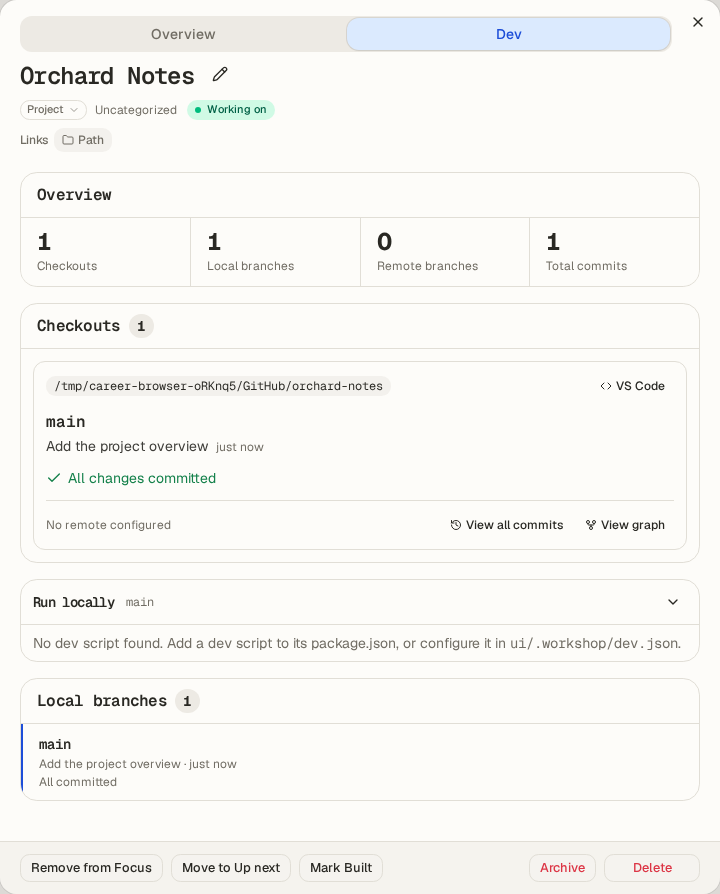 Overview Dev
Orchard Notes
Project Uncategorized Working on
Links Path
Overview
1 1 0 1
Checkouts Local branches Remote branches Total commits
Checkouts 1
/tmp/career-browser-oRKnq5/GitHub/orchard-notes VS Code
main
Add the project overview just now
All changes committed
No remote configured View all commits View graph
Run locally main
No dev script found. Add a dev script to its package.json, or configure it in ui/.workshop/dev.json.
Local branches 1
main
Add the project overview · just now
All committed
Remove from Focus Move to Up next Mark Built Archive Delete